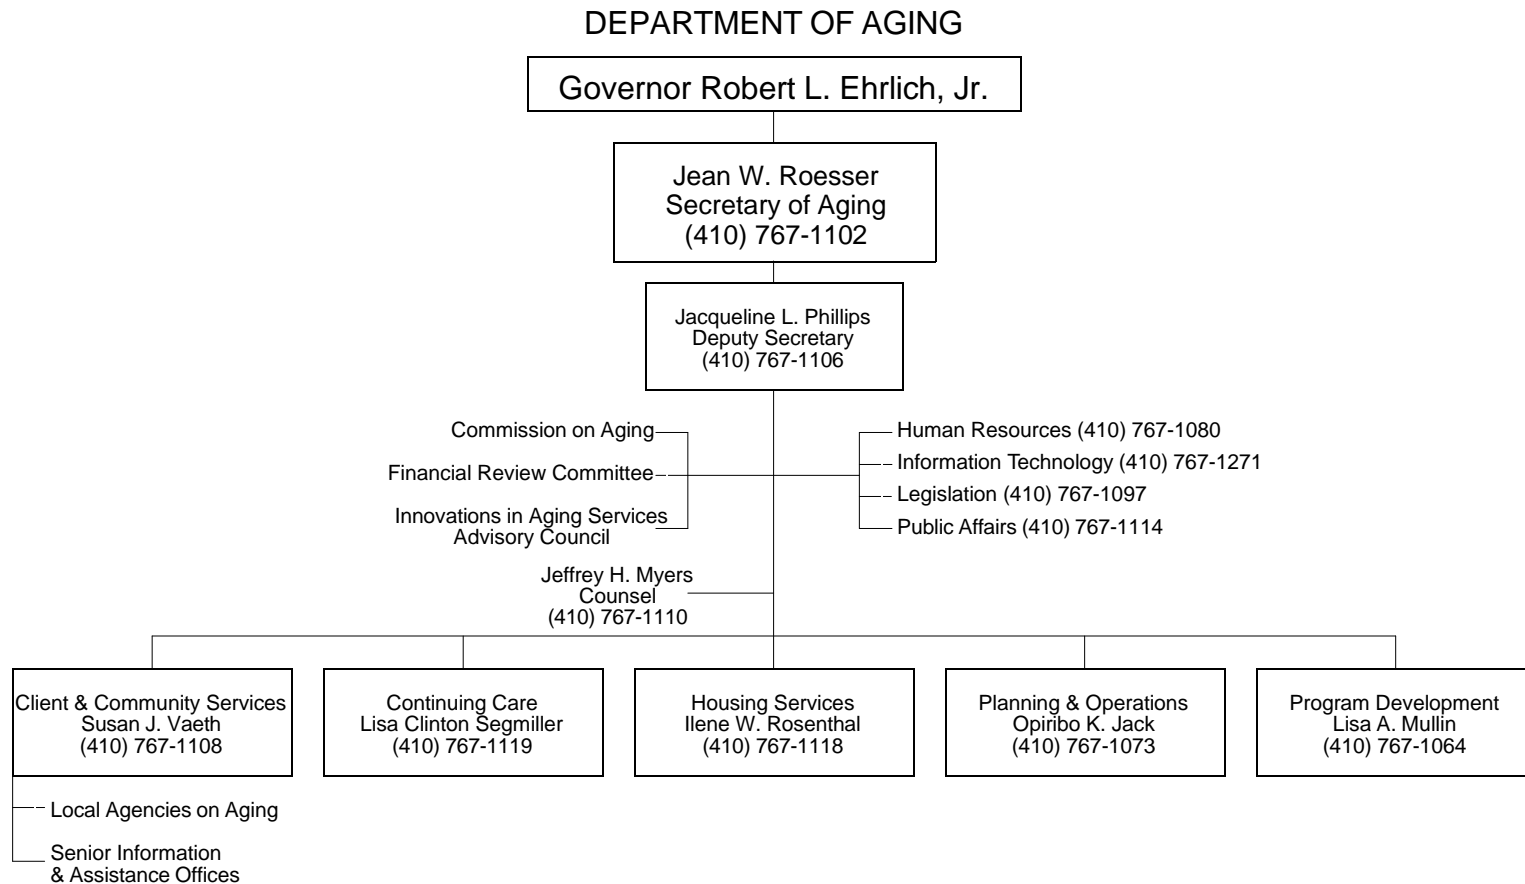 DEPARTMENT OF AGING
Governor Robert L. Ehrlich, Jr.
Jean W. Roesser
Secretary of Aging
(410) 767-1102
Jacqueline L. Phillips
Deputy Secretary
(410) 767-1106
Commission on Aging
Financial Review Committee
Innovations in Aging Services
Advisory Council
Human Resources (410) 767-1080
Information Technology (410) 767-1271
Legislation (410) 767-1097
Public Affairs (410) 767-1114
Jeffrey H. Myers
Counsel
(410) 767-1110
Client & Community Services
Susan J. Vaeth
(410) 767-1108
Continuing Care
Lisa Clinton Segmiller
(410) 767-1119
Housing Services
Ilene W. Rosenthal
(410) 767-1118
Planning & Operations
Opiribo K. Jack
(410) 767-1073
Program Development
Lisa A. Mullin
(410) 767-1064
Local Agencies on Aging
Senior Information
& Assistance Offices